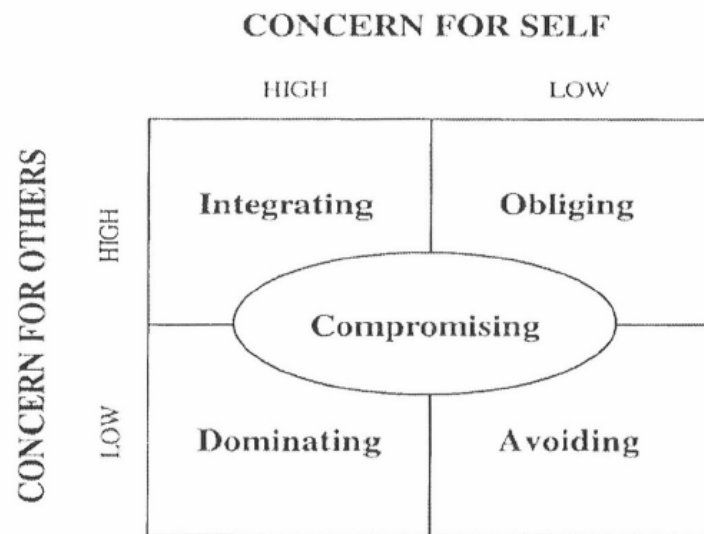 CONCERN FOR SELF
HIGH LOW
CONCERN FOR OTHERS
HIGH
Integrating Obliging
Compromising
LOW
Dominating Avoiding